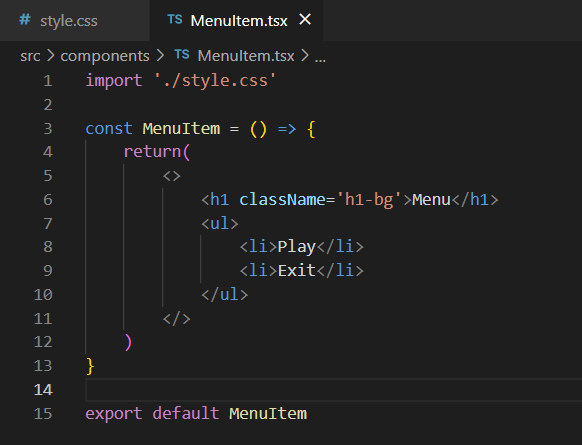 # style.css TS MenuItem.tsx ×
src > components > TS MenuItem.tsx > ...
1 import './style.css'
2
3 const MenuItem = () => {
4 return(
5 <>
6 <h1 className='h1-bg'>Menu</h1>
7 <ul>
8 <li>Play</li>
9 <li>Exit</li>
10 </ul>
11 </>
12 )
13 }
14
15 export default MenuItem